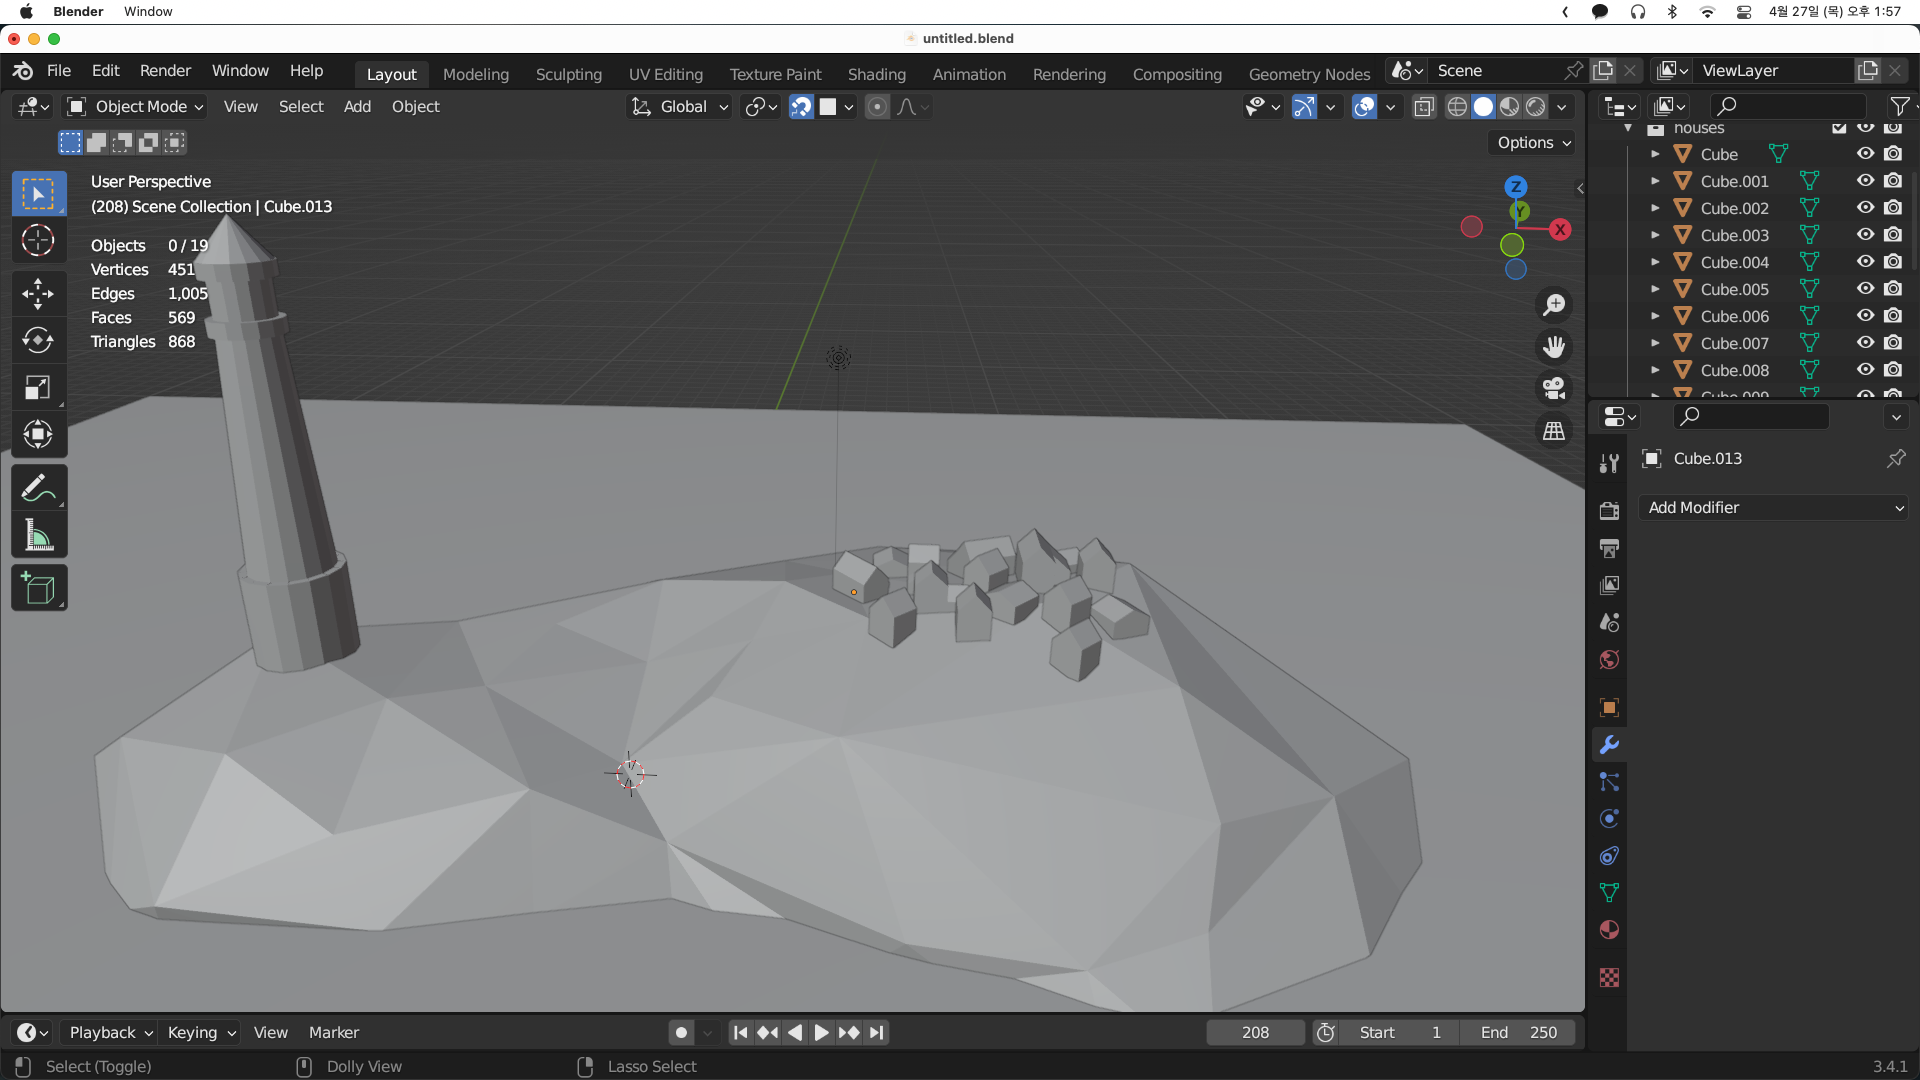 Blender Window 4월 27일 (목) 오후 1:57
untitled.blend
File Edit Render Window Help Layout Modeling Sculpting UV Editing Texture Paint Shading Animation Rendering Compositing Geometry Nodes Scene ViewLayer
Object Mode View Select Add Object Global
Options
User Perspective
(208) Scene Collection | Cube.013
Objects 0 / 19
Vertices 451
Edges 1,005
Faces 569
Triangles 868
Z
Y
X
houses
Cube
Cube.001
Cube.002
Cube.003
Cube.004
Cube.005
Cube.006
Cube.007
Cube.008
Cube.009
Cube.013
Add Modifier
Playback Keying View Marker 208 Start 1 End 250
Select (Toggle) Dolly View Lasso Select 3.4.1